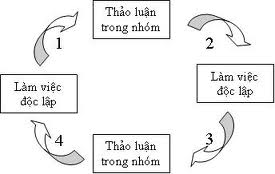 Thảo luận
trong nhóm
1
2
Làm việc
độc lập
Làm việc
độc lập
4
3
Thảo luận
trong nhóm